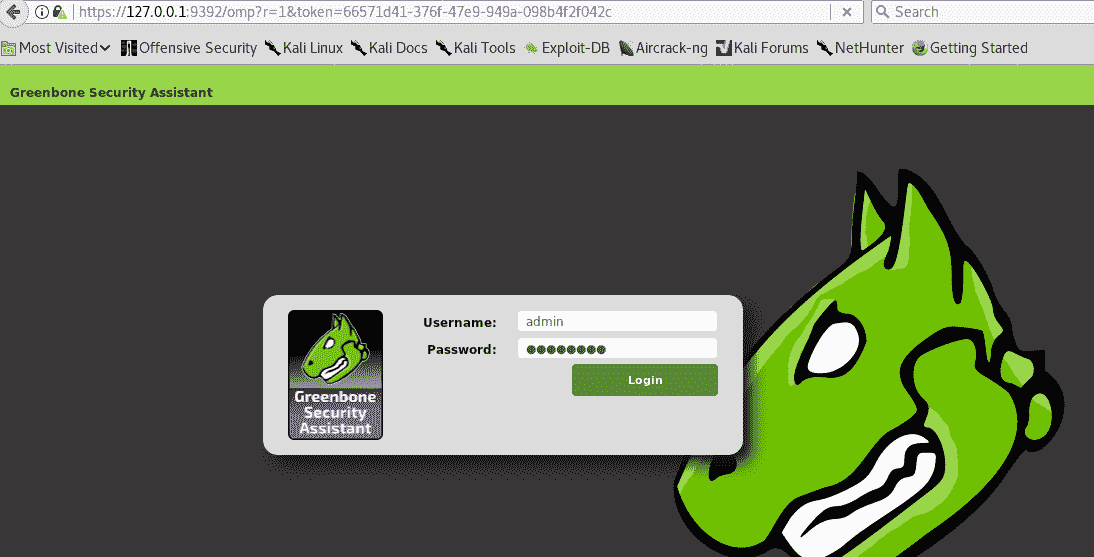 https://127.0.0.1:9392/omp?r=1&token=66571d41-376f-47e9-949a-098b4f2f042c
Search
Most Visited
Offensive Security
Kali Linux
Kali Docs
Kali Tools
Exploit-DB
Aircrack-ng
Kali Forums
NetHunter
Getting Started
Greenbone Security Assistant
Username:
admin
Password:
Login
Greenbone
Security
Assistant